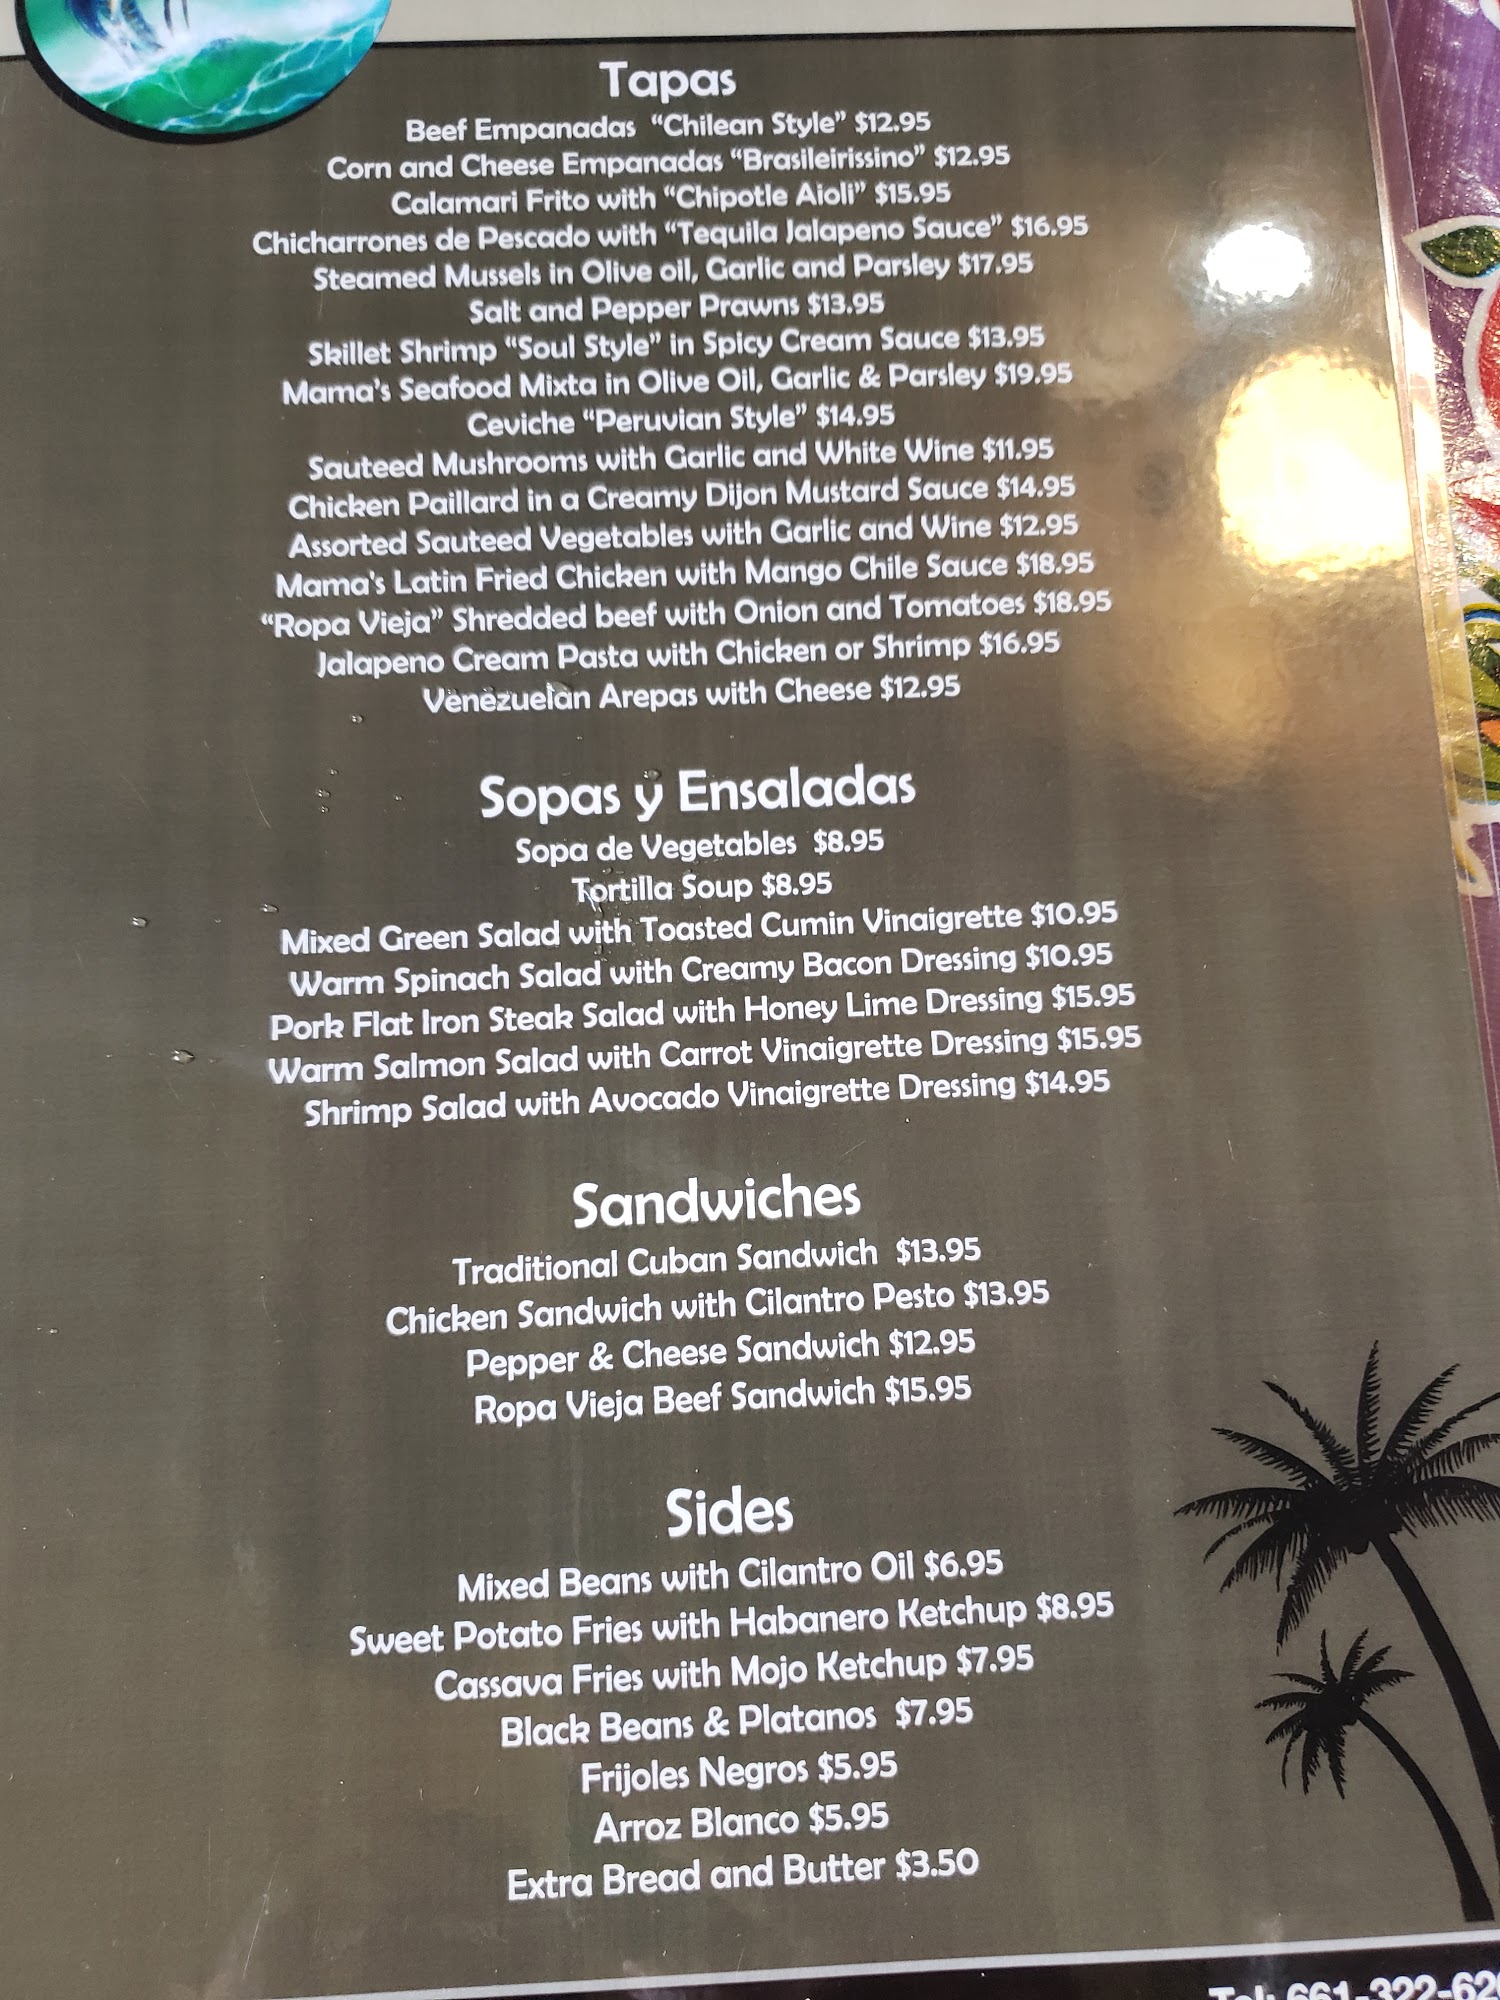 Tapas
Beef Empanadas “Chilean Style” $12.95
Corn and Cheese Empanadas “Brasileirissino” $12.95
Calamari Frito with “Chipotle Aioli” $15.95
Chicharrones de Pescado with “Tequila Jalapeno Sauce” $16.95
Steamed Mussels in Olive oil, Garlic and Parsley $17.95
Salt and Pepper Prawns $13.95
Skillet Shrimp “Soul Style” in Spicy Cream Sauce $13.95
Mama's Seafood Mixta in Olive Oil, Garlic & Parsley $19.95
Ceviche “Peruvian Style” $14.95
Sauteed Mushrooms with Garlic and White Wine $11.95
Chicken Paillard in a Creamy Dijon Mustard Sauce $14.95
Assorted Sauteed Vegetables with Garlic and Wine $12.95
Mama's Latin Fried Chicken with Mango Chile Sauce $18.95
“Ropa Vieja” Shredded beef with Onion and Tomatoes $18.95
Jalapeno Cream Pasta with Chicken or Shrimp $16.95
Venezuelan Arepas with Cheese $12.95
Sopas y Ensaladas
Sopa de Vegetables $8.95
Tortilla Soup $8.95
Mixed Green Salad with Toasted Cumin Vinaigrette $10.95
Warm Spinach Salad with Creamy Bacon Dressing $10.95
Pork Flat Iron Steak Salad with Honey Lime Dressing $15.95
Warm Salmon Salad with Carrot Vinaigrette Dressing $15.95
Shrimp Salad with Avocado Vinaigrette Dressing $14.95
Sandwiches
Traditional Cuban Sandwich $13.95
Chicken Sandwich with Cilantro Pesto $13.95
Pepper & Cheese Sandwich $12.95
Ropa Vieja Beef Sandwich $15.95
Sides
Mixed Beans with Cilantro Oil $6.95
Sweet Potato Fries with Habanero Ketchup $8.95
Cassava Fries with Mojo Ketchup $7.95
Black Beans & Platanos $7.95
Frijoles Negros $5.95
Arroz Blanco $5.95
Extra Bread and Butter $3.50
Tel: 661-322-62